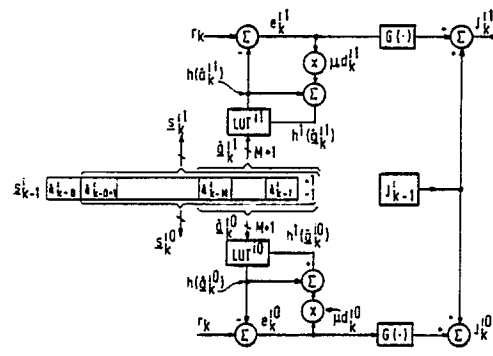 r_k Σ e_k^{i1} G(·) Σ J_k^{i1}
x μd_k^{i1}
h(â_k^{i1}) Σ
s_k^{i1} LUT^{i1} h^†(â_k^{i1})
â_k^{i1} M+1
s_{k-1}^i â_{k-D}^i â_{k-D+1}^i â_{k-M}^i â_{k-1}^i J_{k-1}^i
s_k^{i0} â_k^{i0} M+1 h^†(â_k^{i0})
LUT^{i0}
h(â_k^{i0}) Σ
x μd_k^{i0}
r_k Σ e_k^{i0} G(·) Σ J_k^{i0}